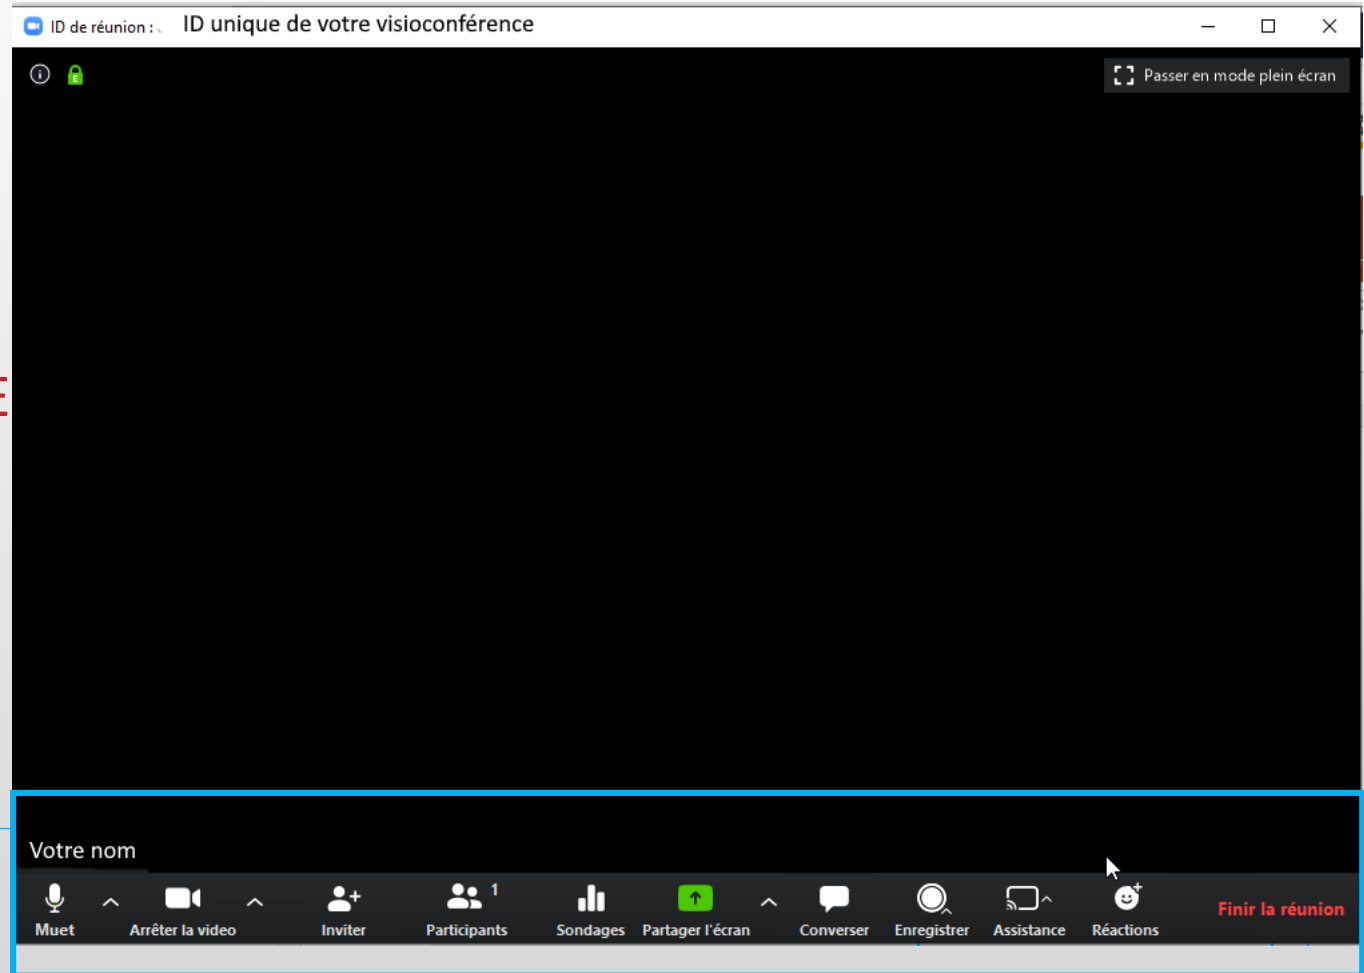 ID de réunion : ID unique de votre visioconférence
Passer en mode plein écran
Votre nom
1
Muet Arrêter la video Inviter Participants Sondages Partager l'écran Converser Enregistrer Assistance Réactions Finir la réunion